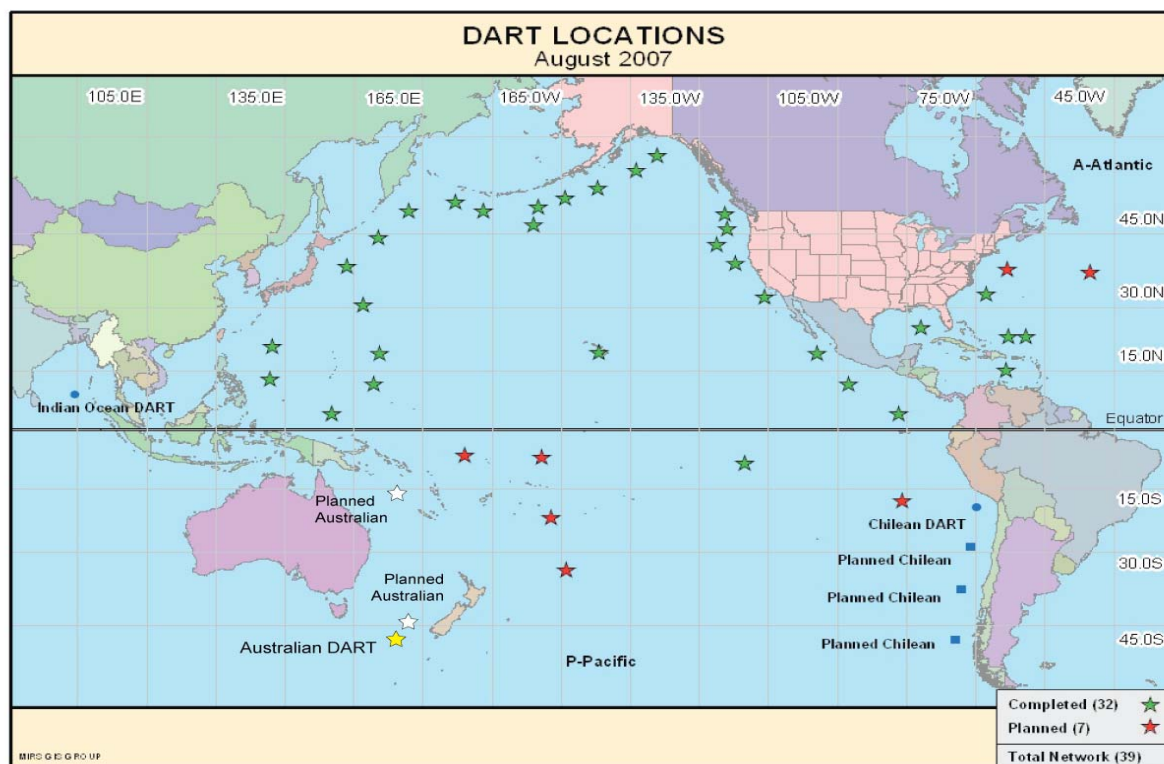 DART LOCATIONS
August 2007
105.0E
135.0E
165.0E
165.0W
135.0W
105.0W
75.0W
45.0W
A-Atlantic
45.0N
30.0N
15.0N
Indian Ocean DART
Equator
Planned
Australian
15.0S
Chilean DART
Planned Chilean
30.0S
Planned
Australian
Planned Chilean
Australian DART
Planned Chilean
45.0S
P-Pacific
Completed (32)
Planned (7)
Total Network (39)
MIRS GIS GROUP